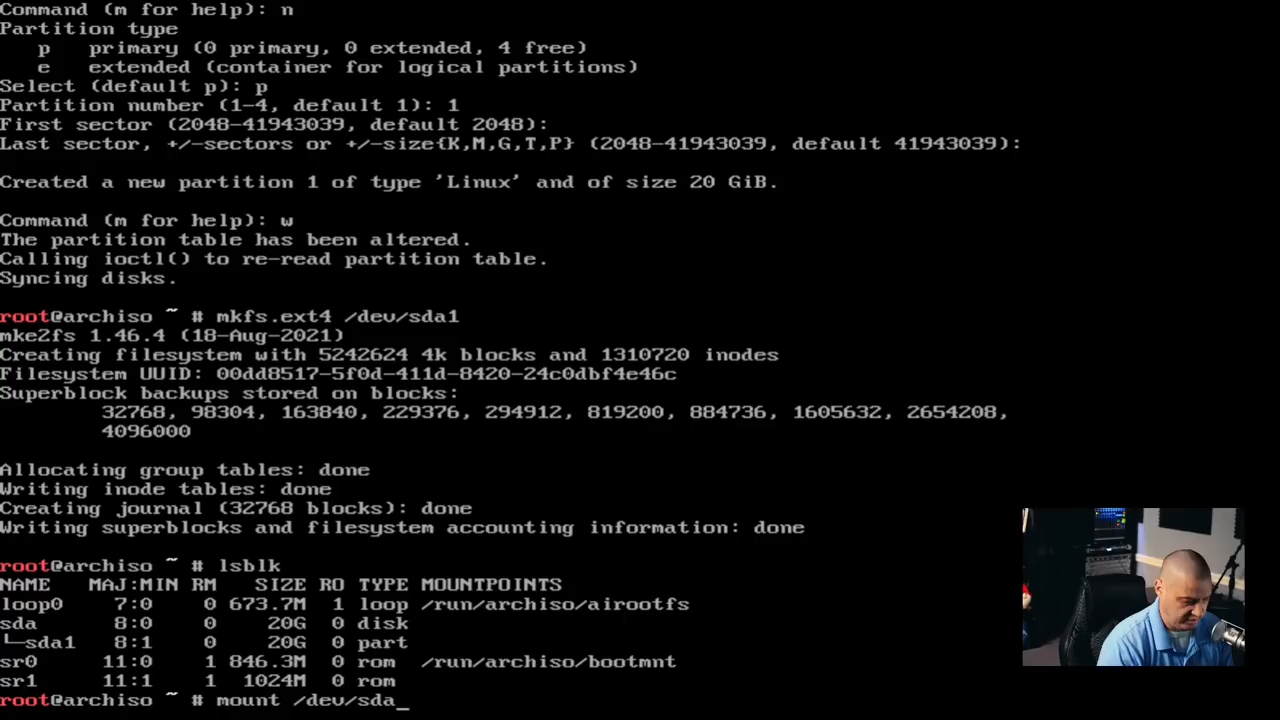 Command (m for help): n
Partition type
   p   primary (0 primary, 0 extended, 4 free)
   e   extended (container for logical partitions)
Select (default p): p
Partition number (1-4, default 1): 1
First sector (2048-41943039, default 2048):
Last sector, +/-sectors or +/-size{K,M,G,T,P} (2048-41943039, default 41943039):
Created a new partition 1 of type 'Linux' and of size 20 GiB.
Command (m for help): w
The partition table has been altered.
Calling ioctl() to re-read partition table.
Syncing disks.
root@archiso ~ # mkfs.ext4 /dev/sda1
mke2fs 1.46.4 (18-Aug-2021)
Creating filesystem with 5242624 4k blocks and 1310720 inodes
Filesystem UUID: 00dd8517-5f0d-411d-8420-24c0dbf4e46c
Superblock backups stored on blocks:
        32768, 98304, 163840, 229376, 294912, 819200, 884736, 1605632, 2654208,
        4096000
Allocating group tables: done
Writing inode tables: done
Creating journal (32768 blocks): done
Writing superblocks and filesystem accounting information: done
root@archiso ~ # lsblk
NAME   MAJ:MIN RM   SIZE RO TYPE MOUNTPOINTS
loop0    7:0    0 673.7M  1 loop /run/archiso/airootfs
sda      8:0    0    20G  0 disk
└─sda1   8:1    0    20G  0 part
sr0     11:0    1 846.3M  0 rom  /run/archiso/bootmnt
sr1     11:1    1  1024M  0 rom
root@archiso ~ # mount /dev/sda_